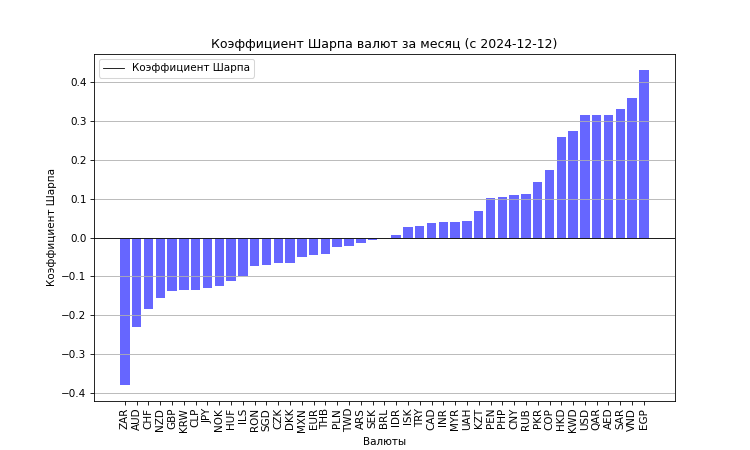 Коэффициент Шарпа валют за месяц (с 2024-12-12)
Коэффициент Шарпа
Коэффициент Шарпа
0.4
0.3
0.2
0.1
0.0
−0.1
−0.2
−0.3
−0.4
ZAR AUD CHF NZD GBP KRW CLP JPY NOK HUF ILS RON SGD CZK DKK MXN EUR THB PLN TWD ARS SEK BRL IDR ISK TRY CAD INR MYR UAH KZT PEN PHP CNY RUB PKR COP HKD KWD USD QAR AED SAR VND EGP
Валюты